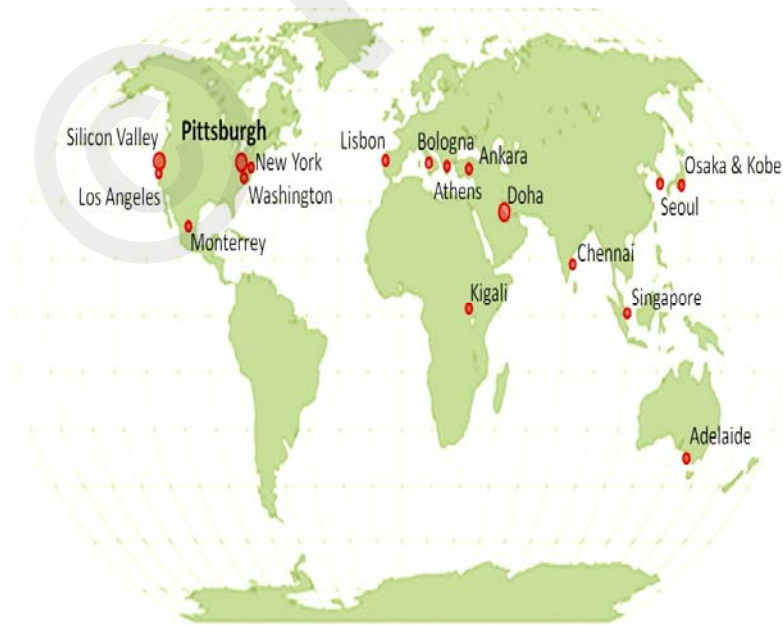 Silicon Valley
Pittsburgh
New York
Los Angeles
Washington
Monterrey
Lisbon
Bologna
Ankara
Athens
Doha
Osaka & Kobe
Seoul
Chennai
Kigali
Singapore
Adelaide
©